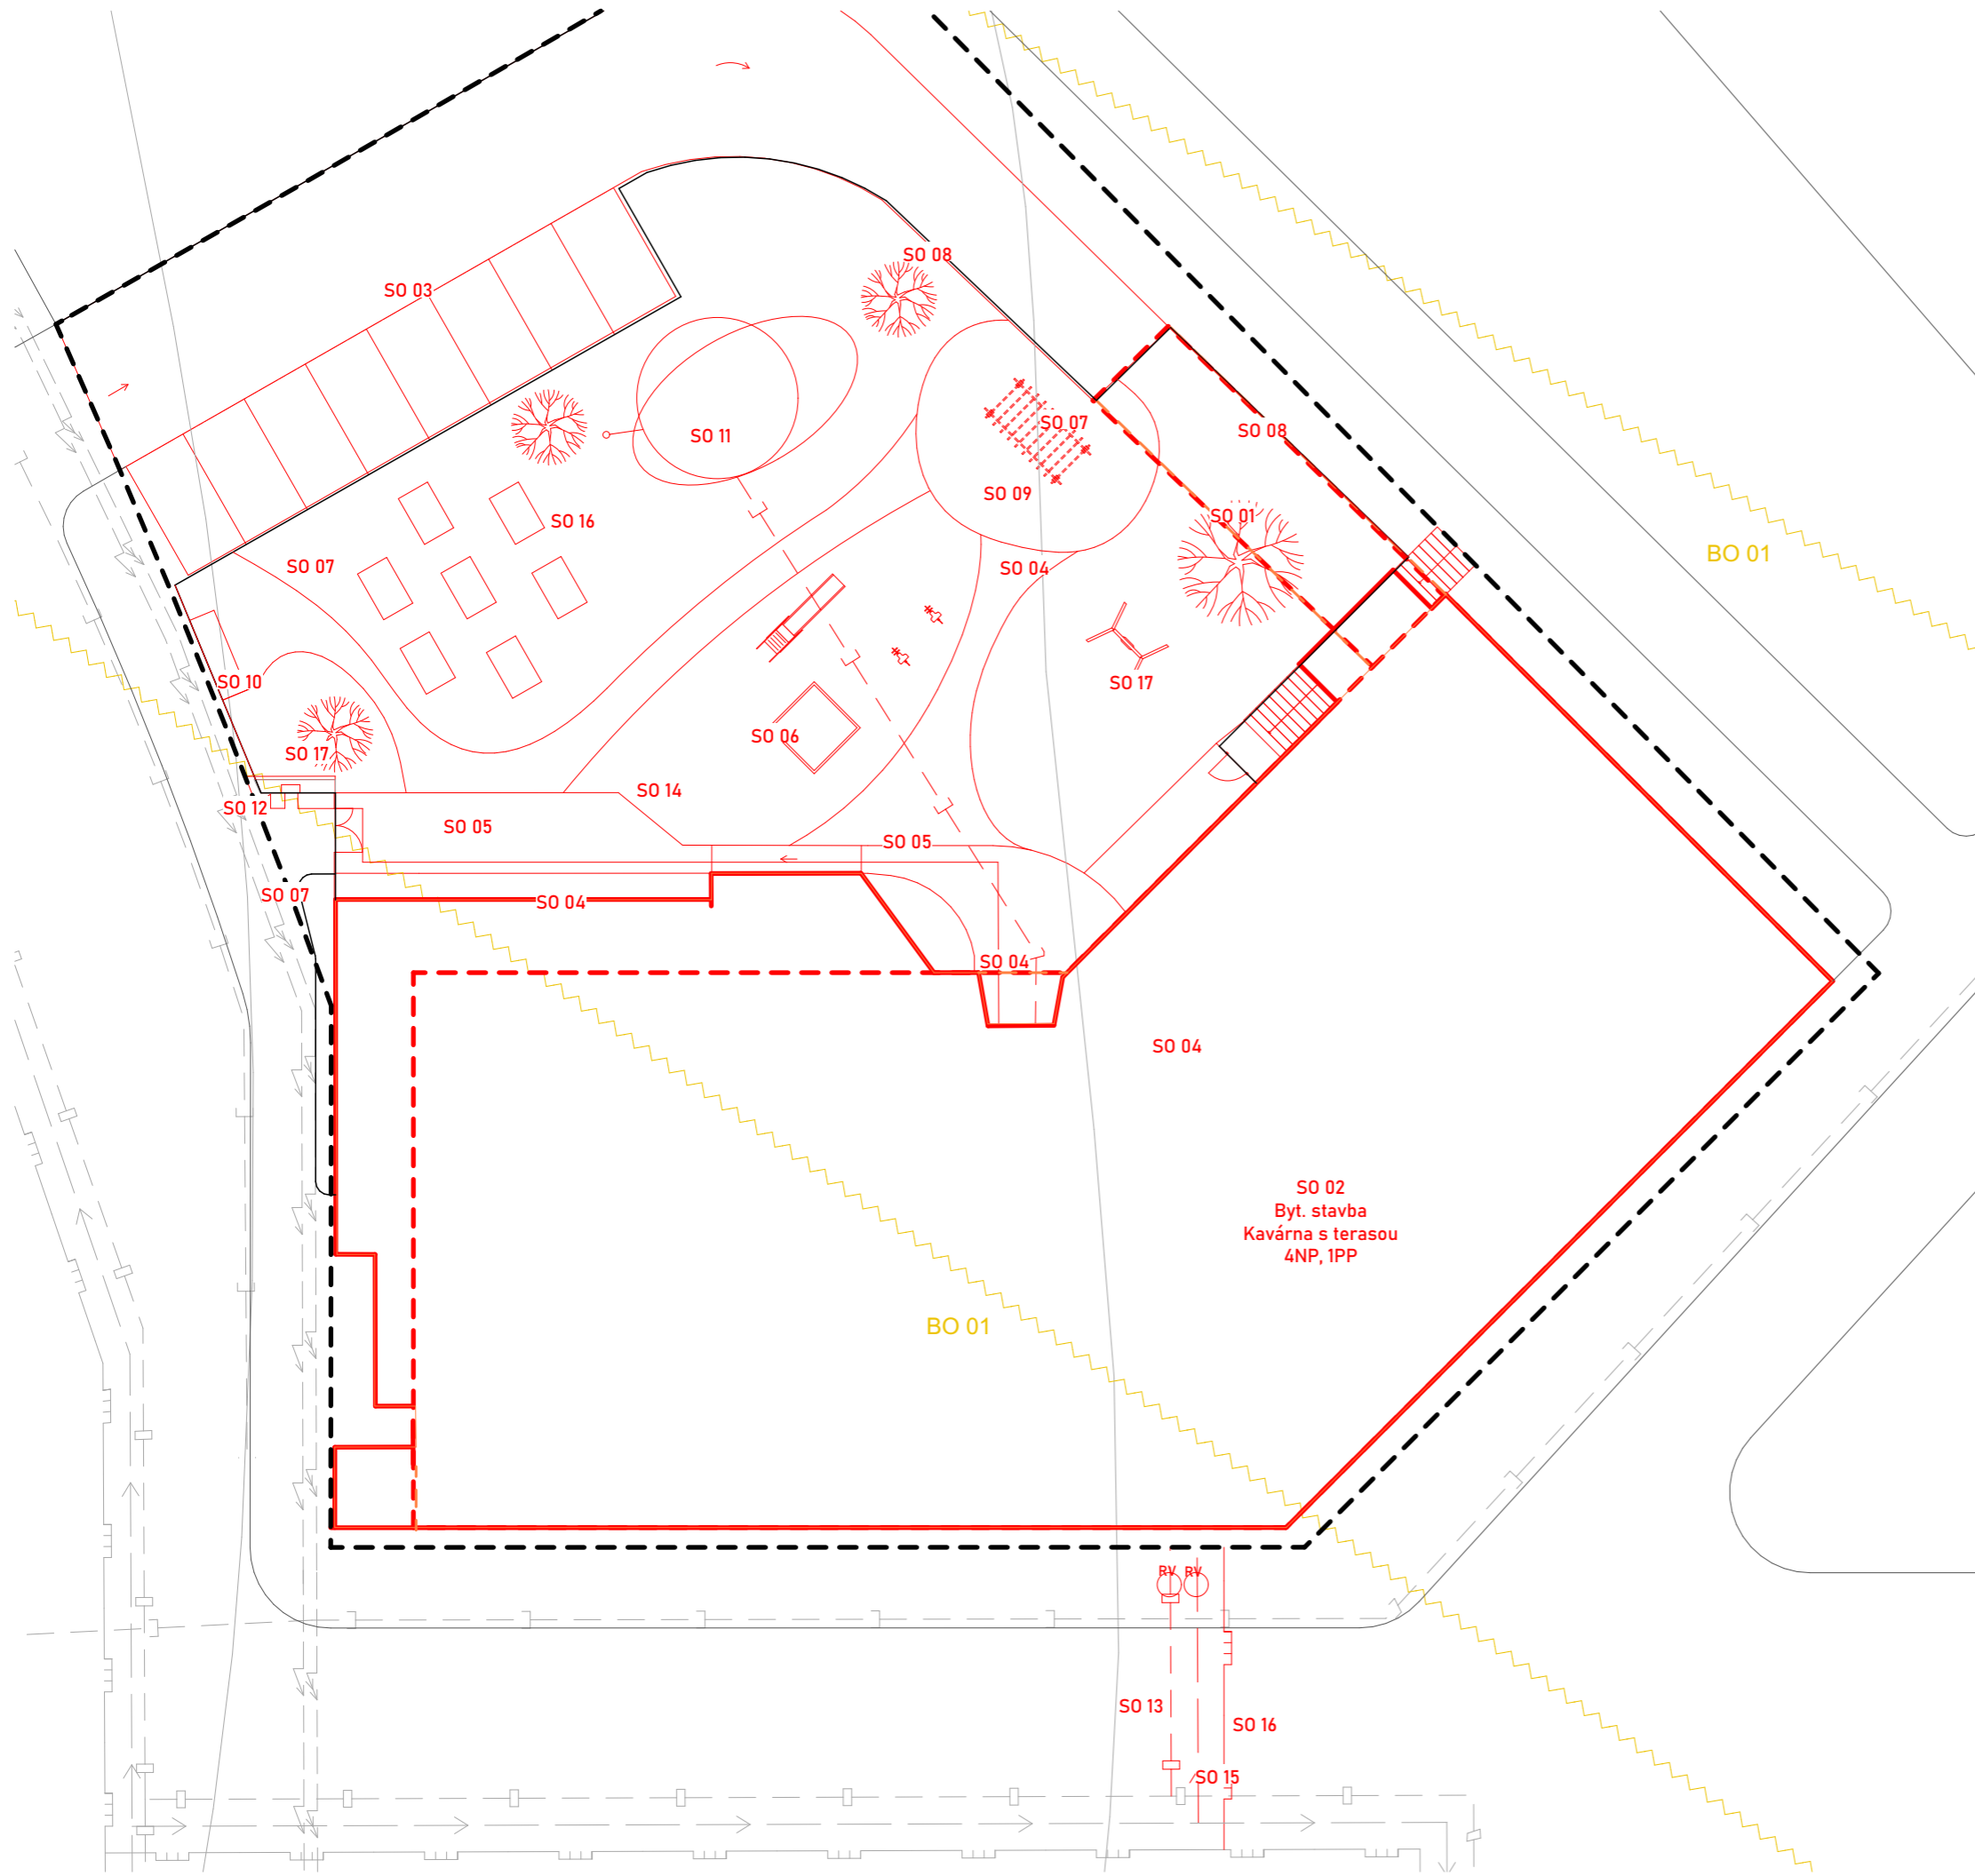 SO 08
SO 03
SO 07
SO 08
SO 11
SO 09
SO 01
SO 16
BO 01
SO 07
SO 04
SO 10
SO 17
SO 06
SO 17
SO 14
SO 12
SO 05
SO 05
SO 07
SO 04
SO 04
SO 04
SO 02
Byt. stavba
Kavárna s terasou
4NP, 1PP
BO 01
RV RV
SO 13
SO 16
SO 15